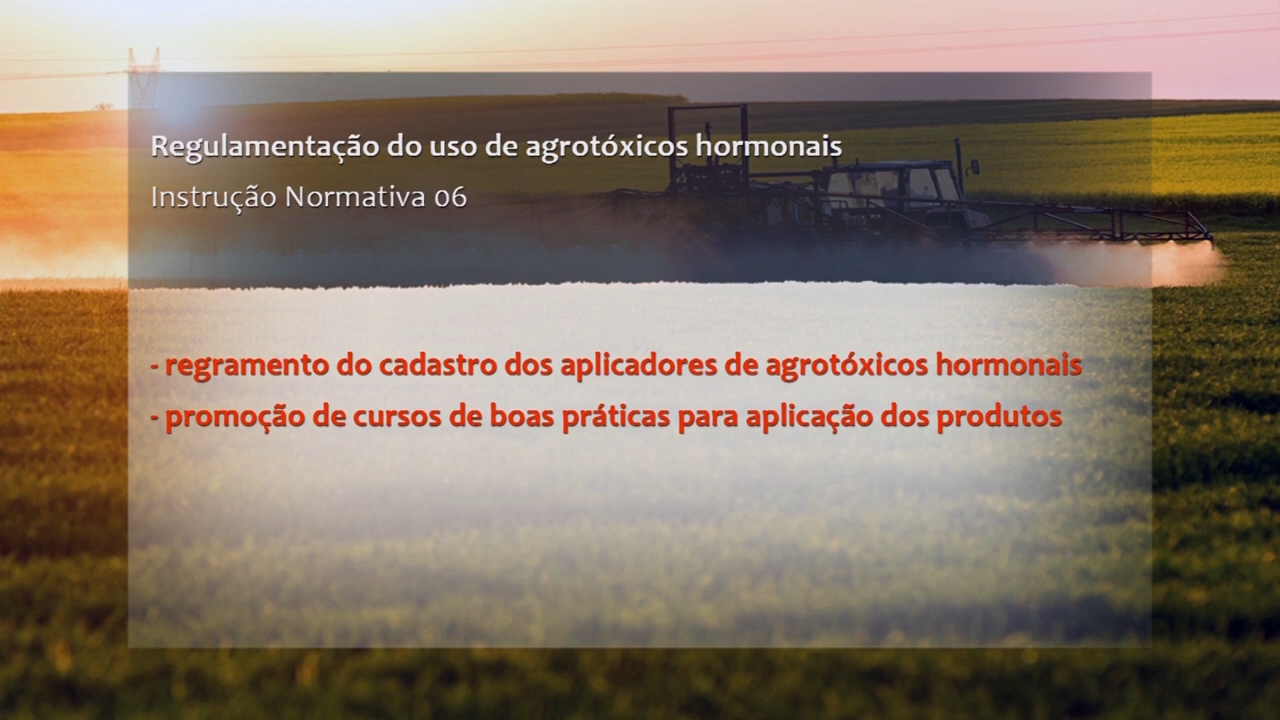 Regulamentação do uso de agrotóxicos hormonais
Instrução Normativa 06
- regramento do cadastro dos aplicadores de agrotóxicos hormonais
- promoção de cursos de boas práticas para aplicação dos produtos